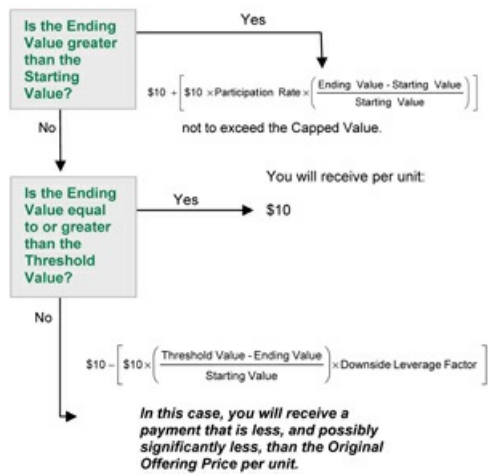 Is the Ending
Value greater
than the
Starting
Value?
Yes
$10 + [ $10 × Participation Rate × ( Ending Value - Starting Value / Starting Value ) ]
not to exceed the Capped Value.
No
Is the Ending
Value equal
to or greater
than the
Threshold
Value?
Yes
You will receive per unit:
$10
No
$10 – [ $10 × ( Threshold Value - Ending Value / Starting Value ) × Downside Leverage Factor ]
In this case, you will receive a
payment that is less, and possibly
significantly less, than the Original
Offering Price per unit.